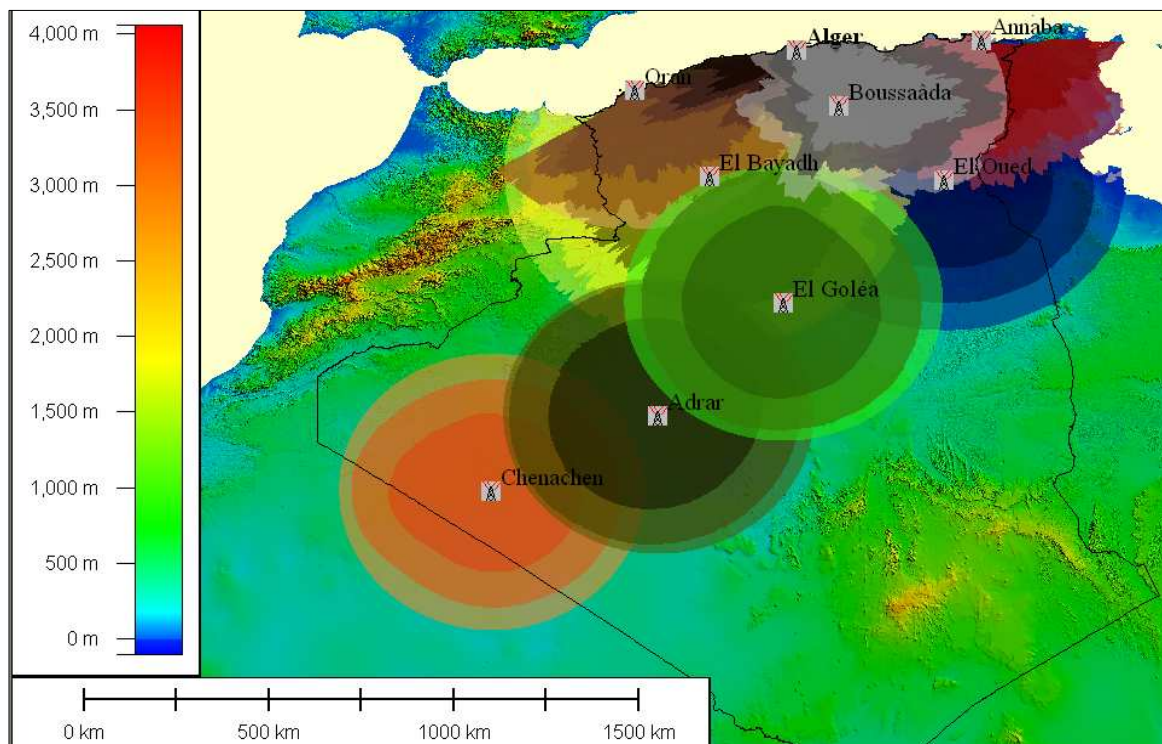 4,000 m
3,500 m
3,000 m
2,500 m
2,000 m
1,500 m
1,000 m
500 m
0 m
Alger
Annaba
Oran
Boussaàda
El Bayadh
El Oued
El Goléa
Adrar
Chenachen
0 km 500 km 1000 km 1500 km